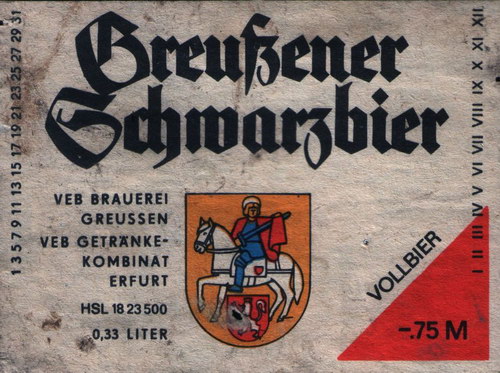 Greußener
Schwarzbier
VEB BRAUEREI
GREUSSEN
VEB GETRÄNKE-
KOMBINAT
ERFURT
HSL 18 23 500
0,33 LITER
VOLLBIER
-.75 M
1 3 5 7 9 11 13 15 17 19 21 23 25 27 29 31
I II III IV V VI VII VIII IX X XI XII